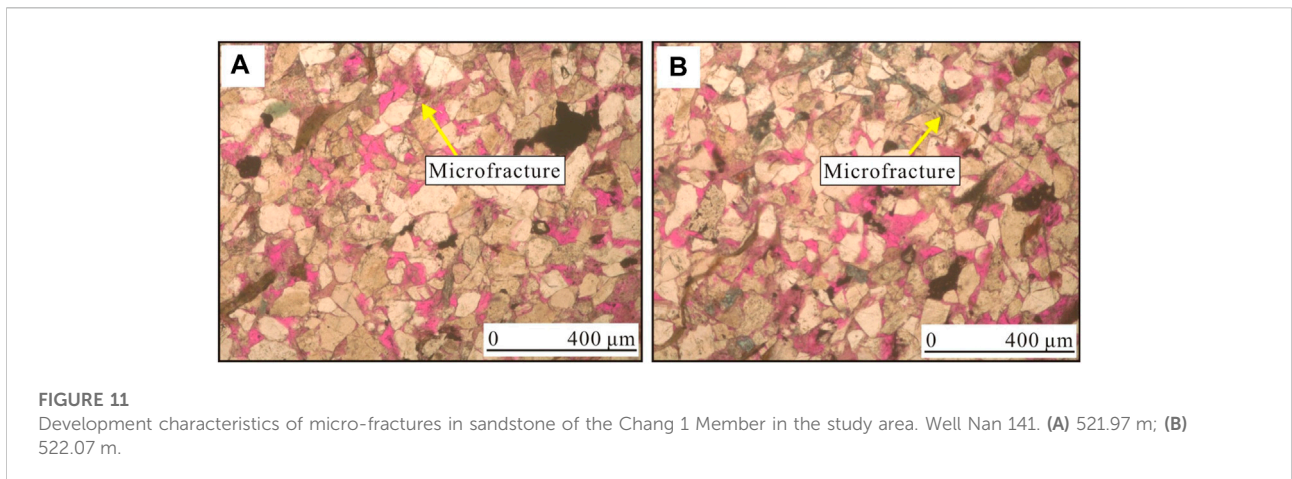 A
Microfracture
0 400 µm
B
Microfracture
0 400 µm
FIGURE 11
Development characteristics of micro-fractures in sandstone of the Chang 1 Member in the study area. Well Nan 141. (A) 521.97 m; (B)
522.07 m.